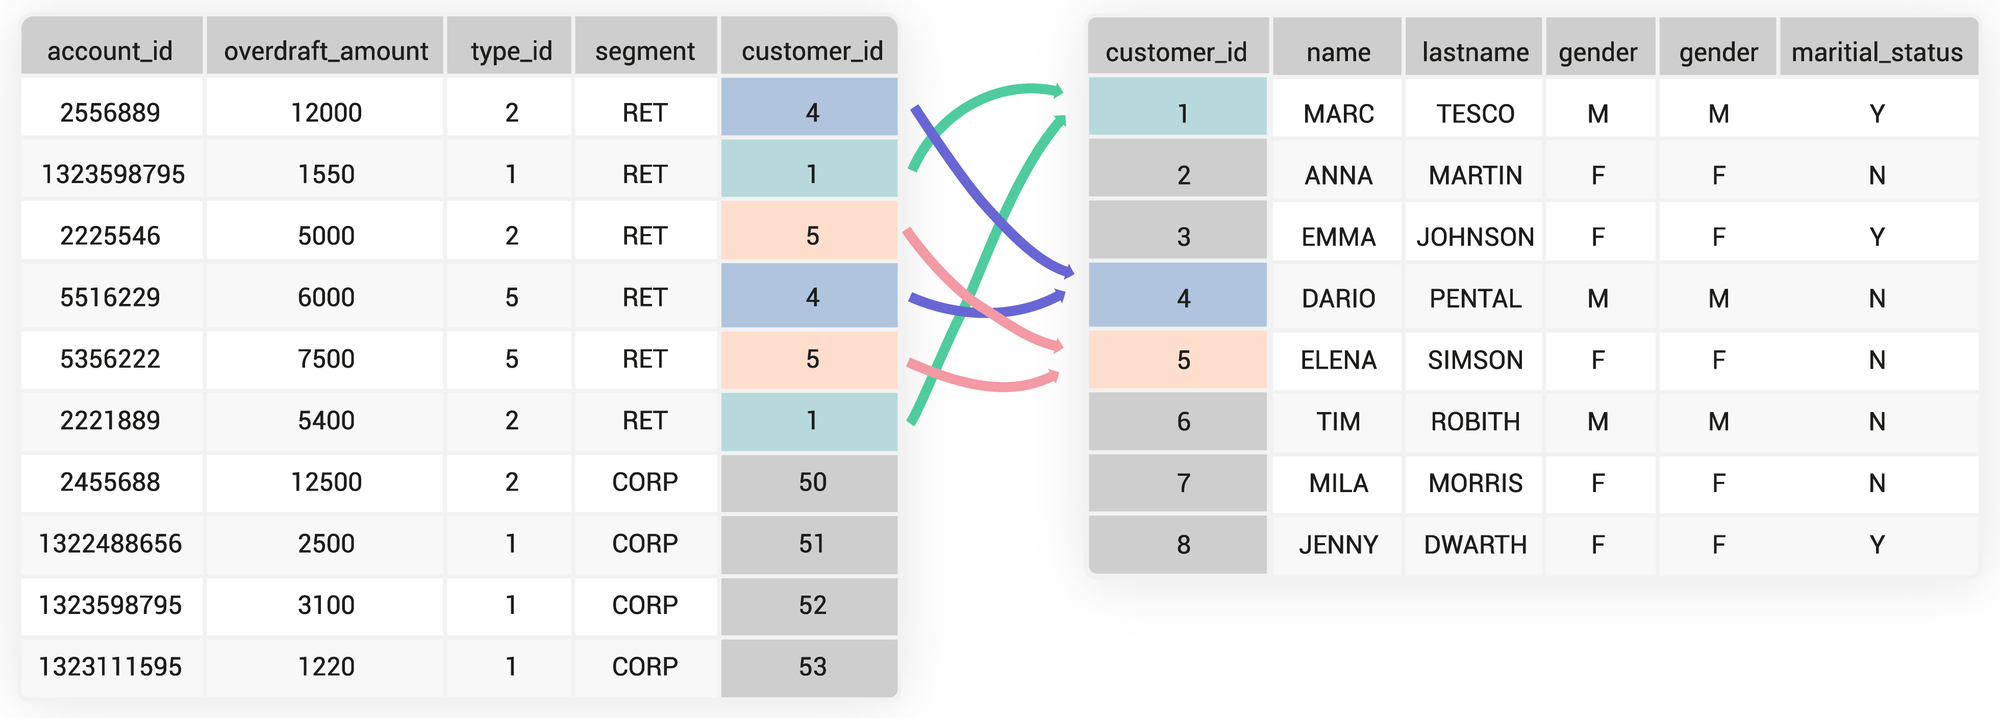 account_id overdraft_amount type_id segment customer_id
2556889 12000 2 RET 4
1323598795 1550 1 RET 1
2225546 5000 2 RET 5
5516229 6000 5 RET 4
5356222 7500 5 RET 5
2221889 5400 2 RET 1
2455688 12500 2 CORP 50
1322488656 2500 1 CORP 51
1323598795 3100 1 CORP 52
1323111595 1220 1 CORP 53
customer_id name lastname gender gender maritial_status
1 MARC TESCO M M Y
2 ANNA MARTIN F F N
3 EMMA JOHNSON F F Y
4 DARIO PENTAL M M N
5 ELENA SIMSON F F N
6 TIM ROBITH M M N
7 MILA MORRIS F F N
8 JENNY DWARTH F F Y